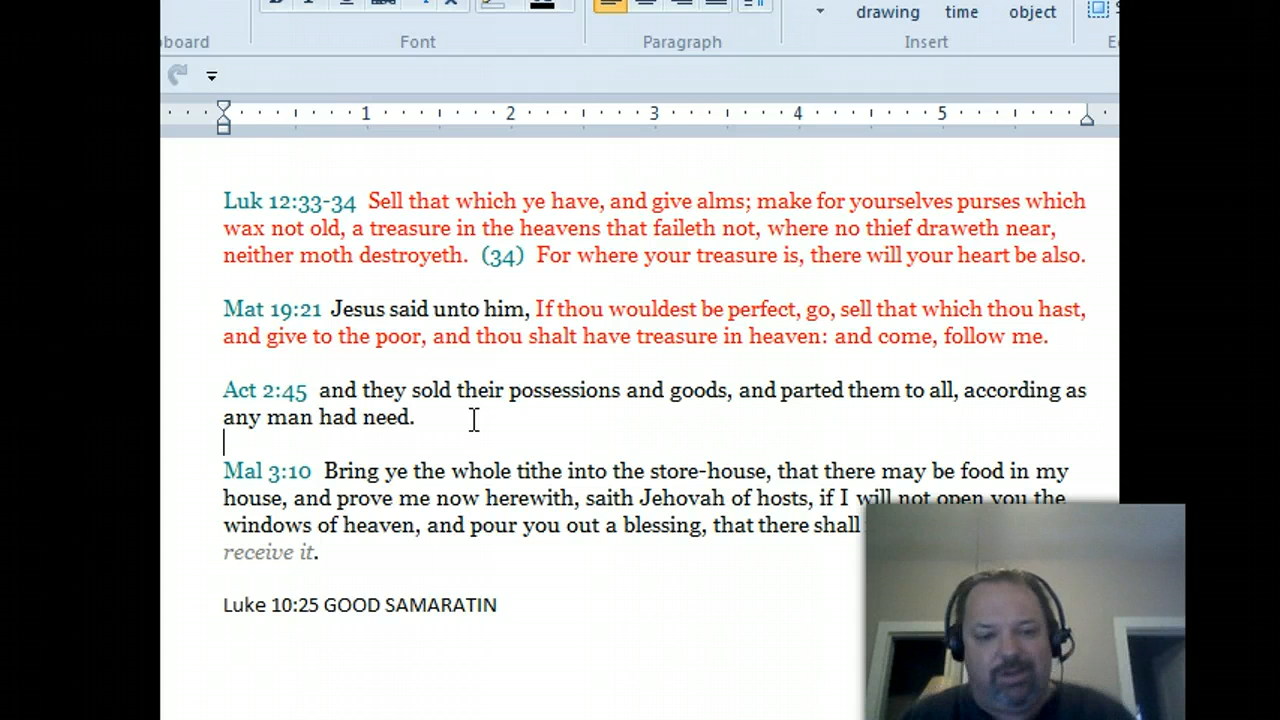 drawing time object
board Font Paragraph Insert
1 2 3 4 5
Luk 12:33-34 Sell that which ye have, and give alms; make for yourselves purses which
wax not old, a treasure in the heavens that faileth not, where no thief draweth near,
neither moth destroyeth. (34) For where your treasure is, there will your heart be also.
Mat 19:21 Jesus said unto him, If thou wouldest be perfect, go, sell that which thou hast,
and give to the poor, and thou shalt have treasure in heaven: and come, follow me.
Act 2:45 and they sold their possessions and goods, and parted them to all, according as
any man had need.
Mal 3:10 Bring ye the whole tithe into the store-house, that there may be food in my
house, and prove me now herewith, saith Jehovah of hosts, if I will not open you the
windows of heaven, and pour you out a blessing, that there shall
receive it.
Luke 10:25 GOOD SAMARATIN